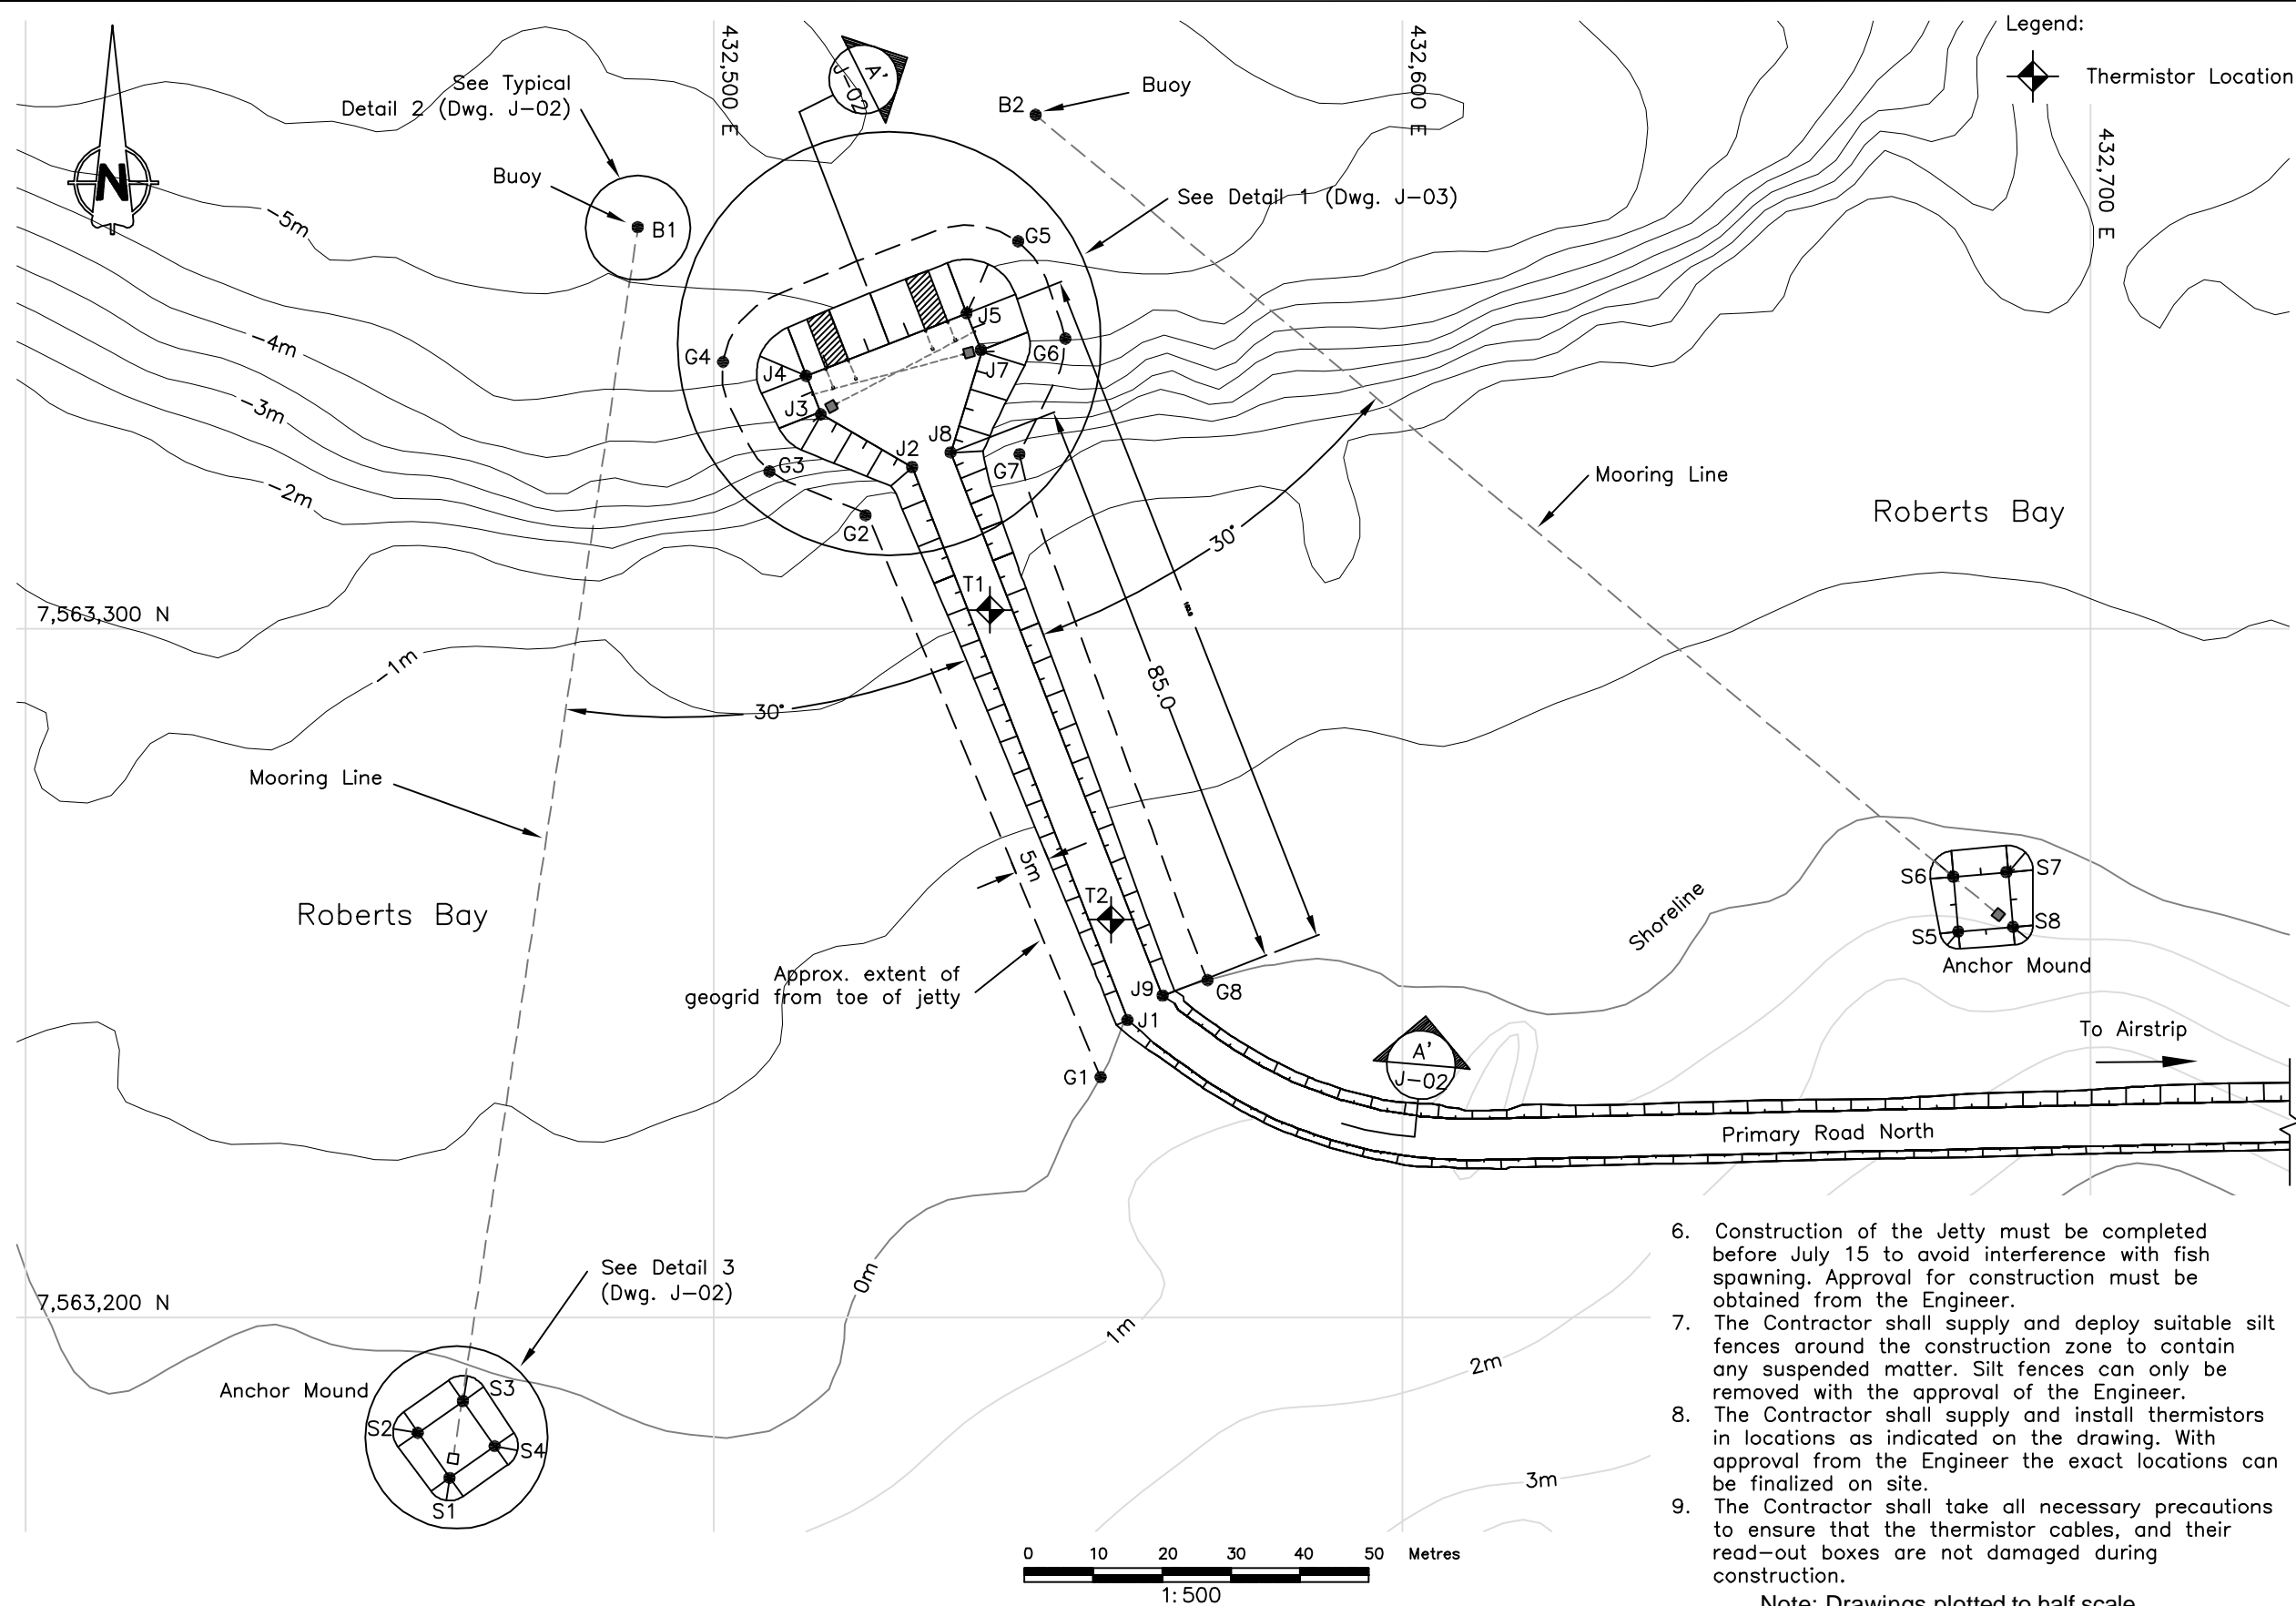 Legend:
Thermistor Location
N
432,500 E
432,600 E
432,700 E
A'
J-02
See Typical
Detail 2 (Dwg. J-02)
Buoy
B1
B2
Buoy
See Detail 1 (Dwg. J-03)
-5m
-4m
-3m
-2m
-1m
G5
J5
G4
J4
G6
J7
J3
J8
J2
G3
G7
G2
Mooring Line
Roberts Bay
30°
T1
7,563,300 N
85.0
30°
Mooring Line
5m
T2
Roberts Bay
Shoreline
S6
S7
S5
S8
Anchor Mound
Approx. extent of
geogrid from toe of jetty
J9
G8
J1
G1
A'
J-02
To Airstrip
Primary Road North
See Detail 3
(Dwg. J-02)
0m
7,563,200 N
1m
2m
3m
Anchor Mound
S3
S2
S4
S1
6. Construction of the Jetty must be completed
before July 15 to avoid interference with fish
spawning. Approval for construction must be
obtained from the Engineer.
7. The Contractor shall supply and deploy suitable silt
fences around the construction zone to contain
any suspended matter. Silt fences can only be
removed with the approval of the Engineer.
8. The Contractor shall supply and install thermistors
in locations as indicated on the drawing. With
approval from the Engineer the exact locations can
be finalized on site.
9. The Contractor shall take all necessary precautions
to ensure that the thermistor cables, and their
read-out boxes are not damaged during
construction.
Note: Drawings plotted to half scale
0 10 20 30 40 50 Metres
1:500